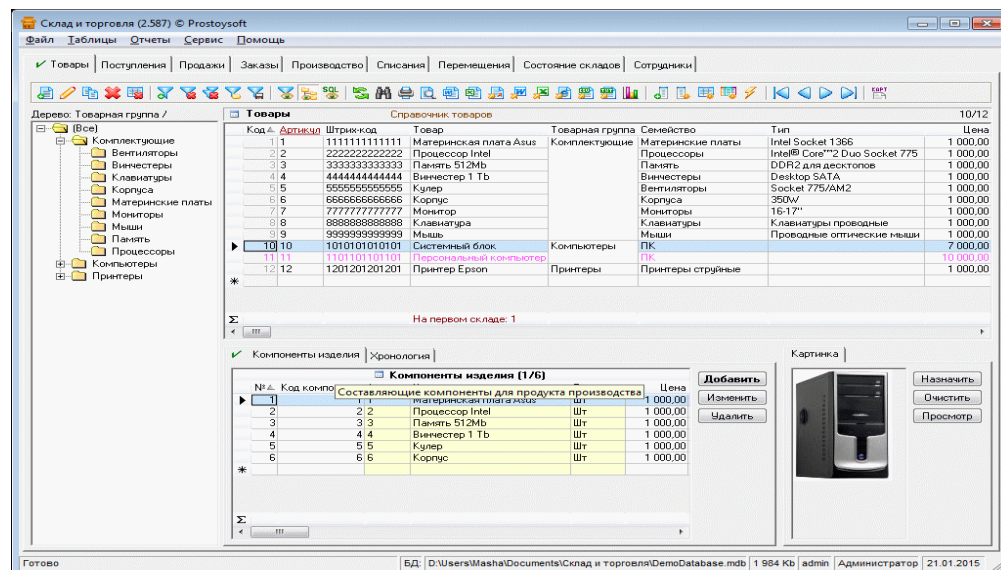 Склад и торговля (2.587) © Prostoysoft
Файл Таблицы Отчеты Сервис Помощь
Товары Поступления Продажи Заказы Производство Списания Перемещения Состояние складов Сотрудники
SQL
Дерево: Товарная группа /
(Все)
Комплектующие
Вентиляторы
Винчестеры
Клавиатуры
Корпуса
Материнские платы
Мониторы
Мыши
Память
Процессоры
Компьютеры
Принтеры
Товары Справочник товаров 10/12
Код Артикул Штрих-код Товар Товарная группа Семейство Тип Цена
1 1 1111111111111 Материнская плата Asus Комплектующие Материнские платы Intel Socket 1366 1 000,00
2 2 2222222222222 Процессор Intel Процессоры Intel® Core™2 Duo Socket 775 1 000,00
3 3 3333333333333 Память 512Mb Память DDR2 для десктопов 1 000,00
4 4 4444444444444 Винчестер 1 Tb Винчестеры Desktop SATA 1 000,00
5 5 5555555555555 Кулер Вентиляторы Socket 775/AM2 1 000,00
6 6 6666666666666 Корпус Корпуса 350W 1 000,00
7 7 7777777777777 Монитор Мониторы 16-17" 1 000,00
8 8 8888888888888 Клавиатура Клавиатуры Клавиатуры проводные 1 000,00
9 9 9999999999999 Мышь Мыши Проводные оптические мыши 1 000,00
10 10 1010101010101 Системный блок Компьютеры ПК 7 000,00
11 11 1101101101101 Персональный компьютер ПК 10 000,00
12 12 1201201201201 Принтер Epson Принтеры Принтеры струйные 1 000,00
Σ На первом складе: 1
Компоненты изделия Хронология
Компоненты изделия (1/6)
№ Код компо Цена
Составляющие компоненты для продукта производства
1 1 1 Материнская плата Asus Шт 1 000,00
2 2 2 Процессор Intel Шт 1 000,00
3 3 3 Память 512Mb Шт 1 000,00
4 4 4 Винчестер 1 Tb Шт 1 000,00
5 5 5 Кулер Шт 1 000,00
6 6 6 Корпус Шт 1 000,00
Σ
Добавить
Изменить
Удалить
Картинка
Назначить
Очистить
Просмотр
Готово БД: D:\Users\Masha\Documents\Склад и торговля\DemoDatabase.mdb 1 984 Kb admin Администратор 21.01.2015